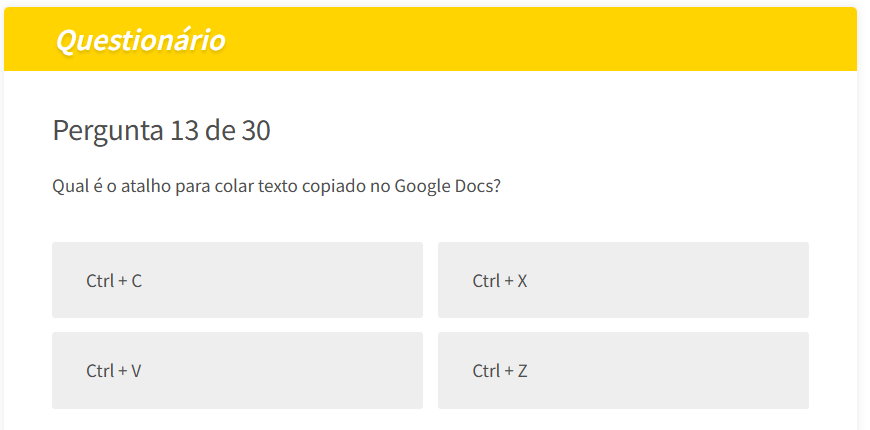 Questionário
Pergunta 13 de 30
Qual é o atalho para colar texto copiado no Google Docs?
Ctrl + C
Ctrl + X
Ctrl + V
Ctrl + Z